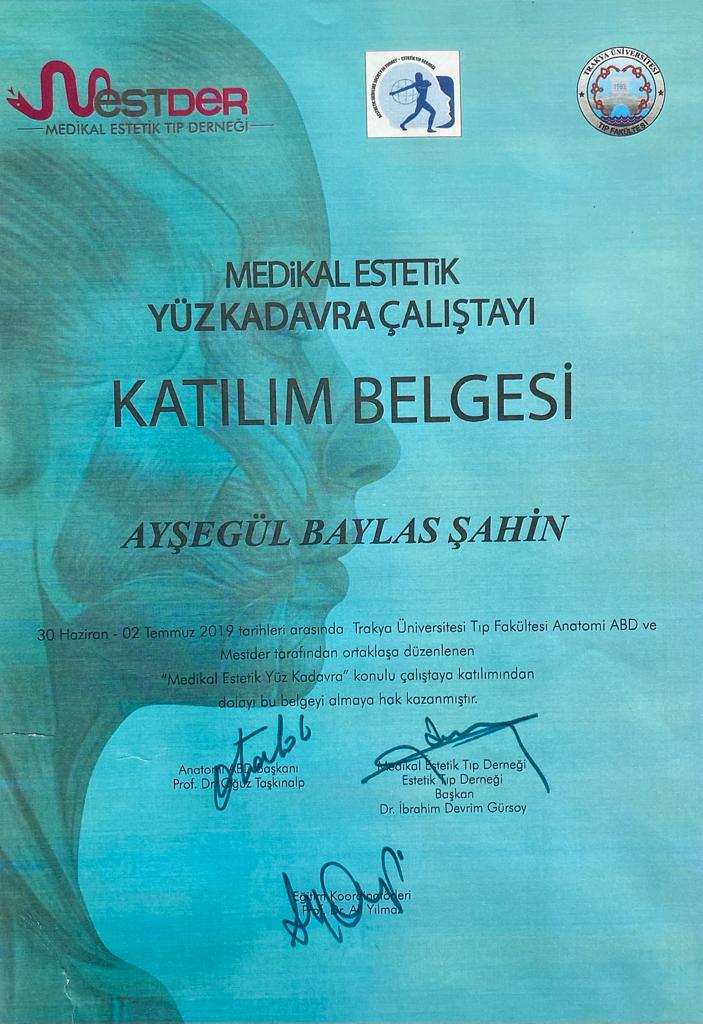 MESTDER
MEDİKAL ESTETİK TIP DERNEĞİ
TRAKYA ÜNİVERSİTESİ
TIP FAKÜLTESİ
MEDİKAL ESTETİK
YÜZ KADAVRA ÇALIŞTAYI
KATILIM BELGESİ
AYŞEGÜL BAYLAS ŞAHİN
30 Haziran - 02 Temmuz 2019 tarihleri arasında Trakya Üniversitesi Tıp Fakültesi Anatomi ABD ve
Mestder tarafından ortaklaşa düzenlenen
“Medikal Estetik Yüz Kadavra” konulu çalıştaya katılımından
dolayı bu belgeyi almaya hak kazanmıştır.
Anatomi ABD Başkanı
Prof. Dr. Oğuz Taşkınalp
Medikal Estetik Tıp Derneği
Estetik Tıp Derneği
Başkan
Dr. İbrahim Devrim Gürsoy
Eğitim Koordinatörleri
Prof. Dr. Ali Yılmaz